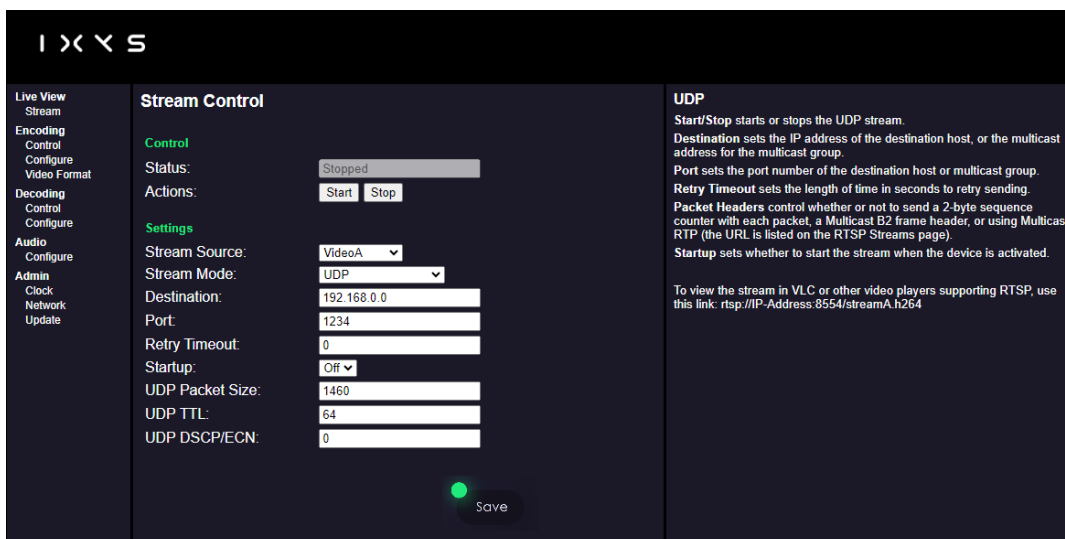 IXYS
Live View
Stream
Encoding
Control
Configure
Video Format
Decoding
Control
Configure
Audio
Configure
Admin
Clock
Network
Update
Stream Control
Control
Status: Stopped
Actions: Start Stop
Settings
Stream Source: VideoA
Stream Mode: UDP
Destination: 192.168.0.0
Port: 1234
Retry Timeout: 0
Startup: Off
UDP Packet Size: 1460
UDP TTL: 64
UDP DSCP/ECN: 0
Save
UDP
Start/Stop starts or stops the UDP stream.
Destination sets the IP address of the destination host, or the multicast
address for the multicast group.
Port sets the port number of the destination host or multicast group.
Retry Timeout sets the length of time in seconds to retry sending.
Packet Headers control whether or not to send a 2-byte sequence
counter with each packet, a Multicast B2 frame header, or using Multicas
RTP (the URL is listed on the RTSP Streams page).
Startup sets whether to start the stream when the device is activated.
To view the stream in VLC or other video players supporting RTSP, use
this link: rtsp://IP-Address:8554/streamA.h264